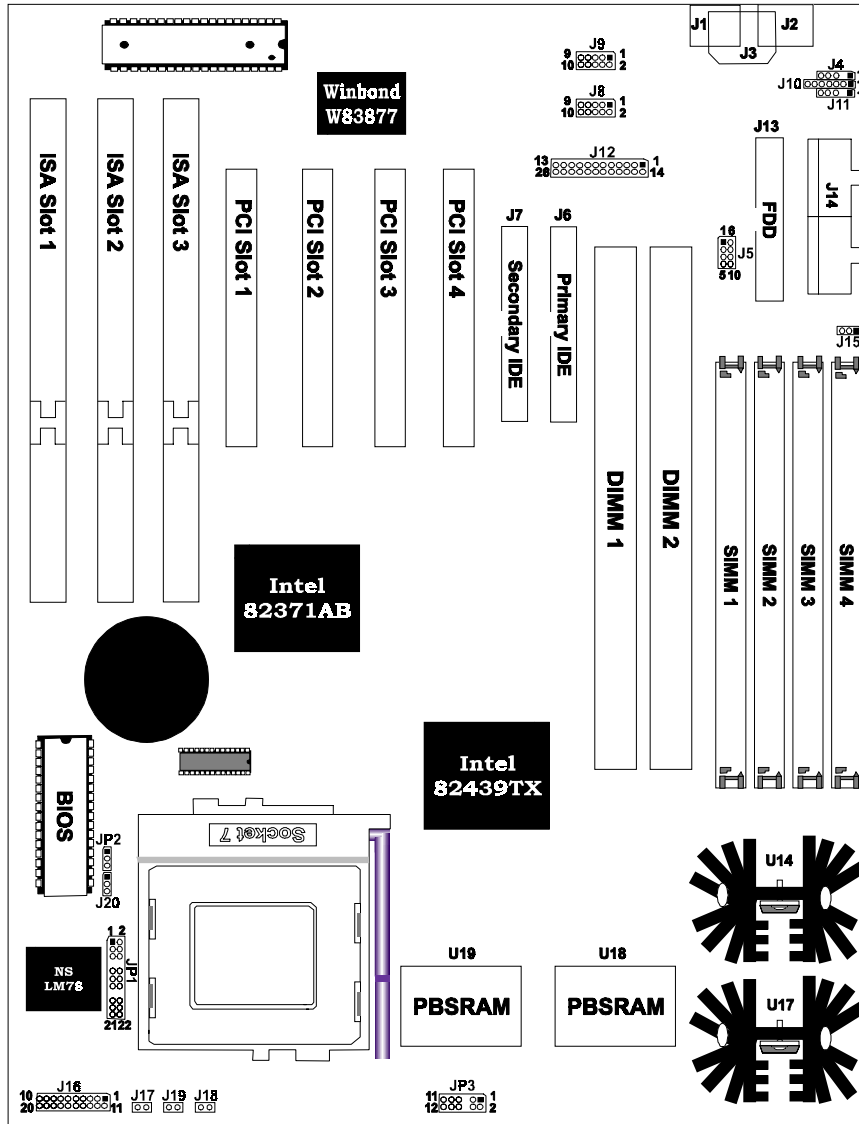 J1
J2
J3
J9
9 1
10 2
Winbond
W83877
J8
9 1
10 2
J4
J10
J11
J13
J12
13 1
26 14
ISA Slot 1
ISA Slot 2
ISA Slot 3
PCI Slot 1
PCI Slot 2
PCI Slot 3
PCI Slot 4
J7
Secondary IDE
J6
Primary IDE
FDD
J14
16
J5
5 10
J15
DIMM 1
DIMM 2
SIMM 1
SIMM 2
SIMM 3
SIMM 4
Intel
82371AB
Intel
82439TX
BIOS
Socket 7
JP2
J20
1 2
JP1
21 22
NS
LM78
U14
U19
PBSRAM
U18
PBSRAM
U17
J16
10 1
20 11
J17
J19
J18
JP3
11 1
12 2